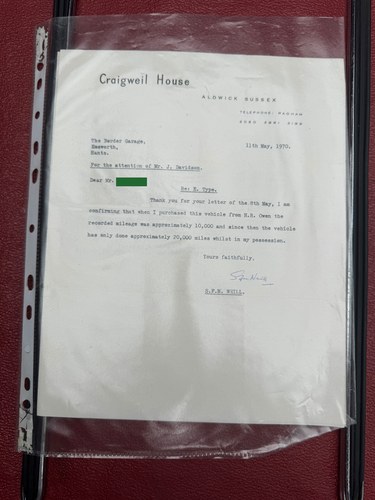 Craigweil House
ALDWICK SUSSEX
TELEPHONE: PAGHAM
11th May, 1970.
Emsworth,
Hants.
For the attention of Mr. J. Davidson.
Dear Mr.
Re: E. Type.
Thank you for your letter of the 8th May, I am
confirming that when I purchased this vehicle from H.R. Owen the
recorded mileage was approximately 10,000 and since then the vehicle
has only done approximately 20,000 miles whilst in my possession.
Yours faithfully,